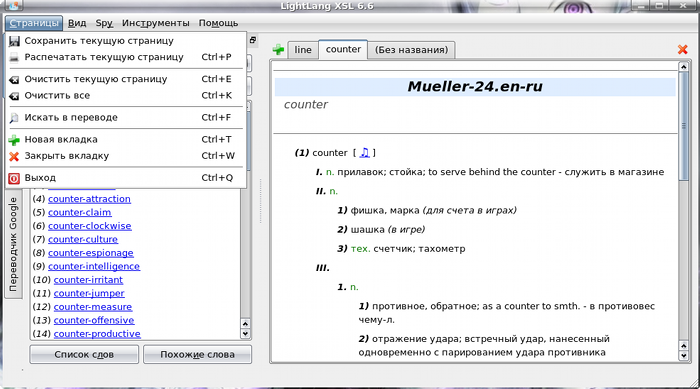 LightLang XSL 6.6
Страницы Вид Spy Инструменты Помощь
Сохранить текущую страницу
Распечатать текущую страницу Ctrl+P
Очистить текущую страницу Ctrl+E
Очистить все Ctrl+K
Искать в переводе Ctrl+F
Новая вкладка Ctrl+T
Закрыть вкладку Ctrl+W
Выход Ctrl+Q
Переводчик Google
(4) counter-attraction
(5) counter-claim
(6) counter-clockwise
(7) counter-culture
(8) counter-espionage
(9) counter-intelligence
(10) counter-irritant
(11) counter-jumper
(12) counter-measure
(13) counter-offensive
(14) counter-productive
Список слов Похожие слова
line counter (Без названия)
Mueller-24.en-ru
counter
(1) counter [ ♫ ]
I. n. прилавок; стойка; to serve behind the counter - служить в магазине
II. n.
1) фишка, марка (для счета в играх)
2) шашка (в игре)
3) тех. счетчик; тахометр
III.
1. n.
1) противное, обратное; as a counter to smth. - в противовес
чему-л.
2) отражение удара; встречный удар, нанесенный
одновременно с парированием удара противника